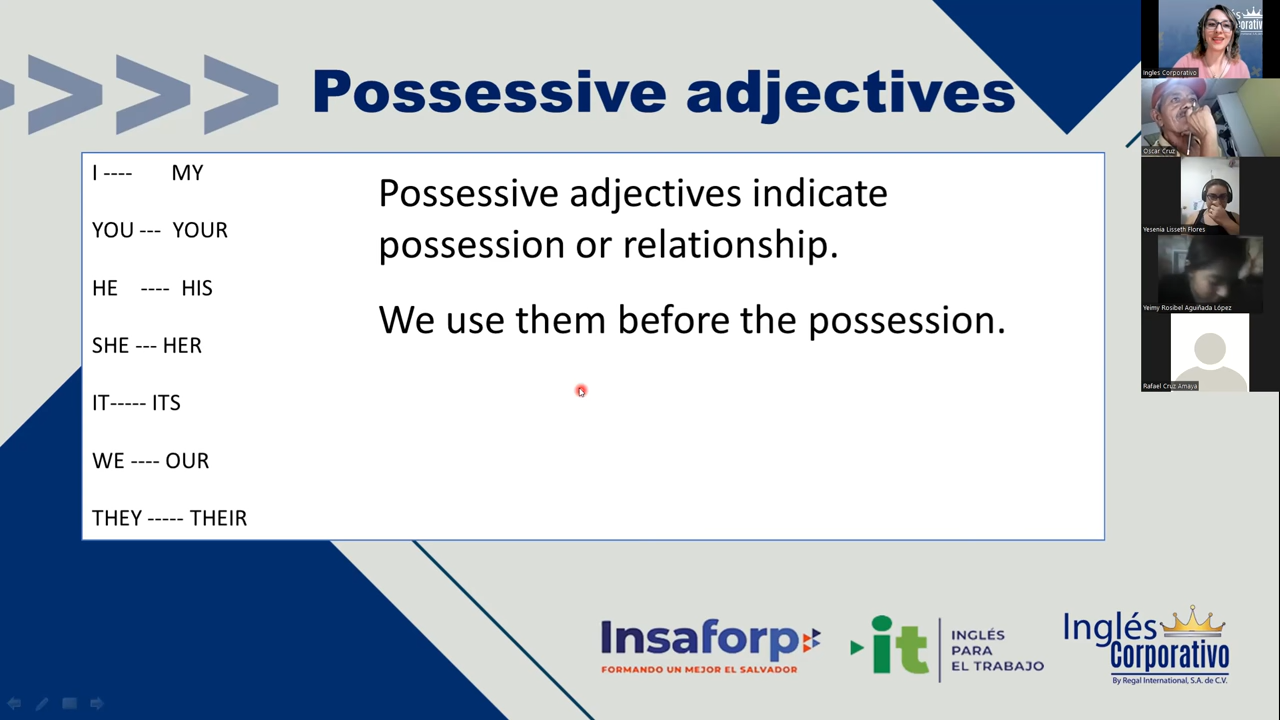 >>>>
Possessive adjectives
I ---- MY
YOU --- YOUR
HE ---- HIS
SHE --- HER
IT----- ITS
WE ---- OUR
THEY ----- THEIR
Possessive adjectives indicate
possession or relationship.
We use them before the possession.
Insaforp
FORMANDO UN MEJOR EL SALVADOR
it
INGLÉS
PARA
EL TRABAJO
Inglés
Corporativo
By Regal International, S.A. de C.V.
Ingles Corporativo
Oscar Cruz
Yesenia Lisseth Flores
Yeimy Rosibel Aguiñada López
Rafael Cruz Amaya